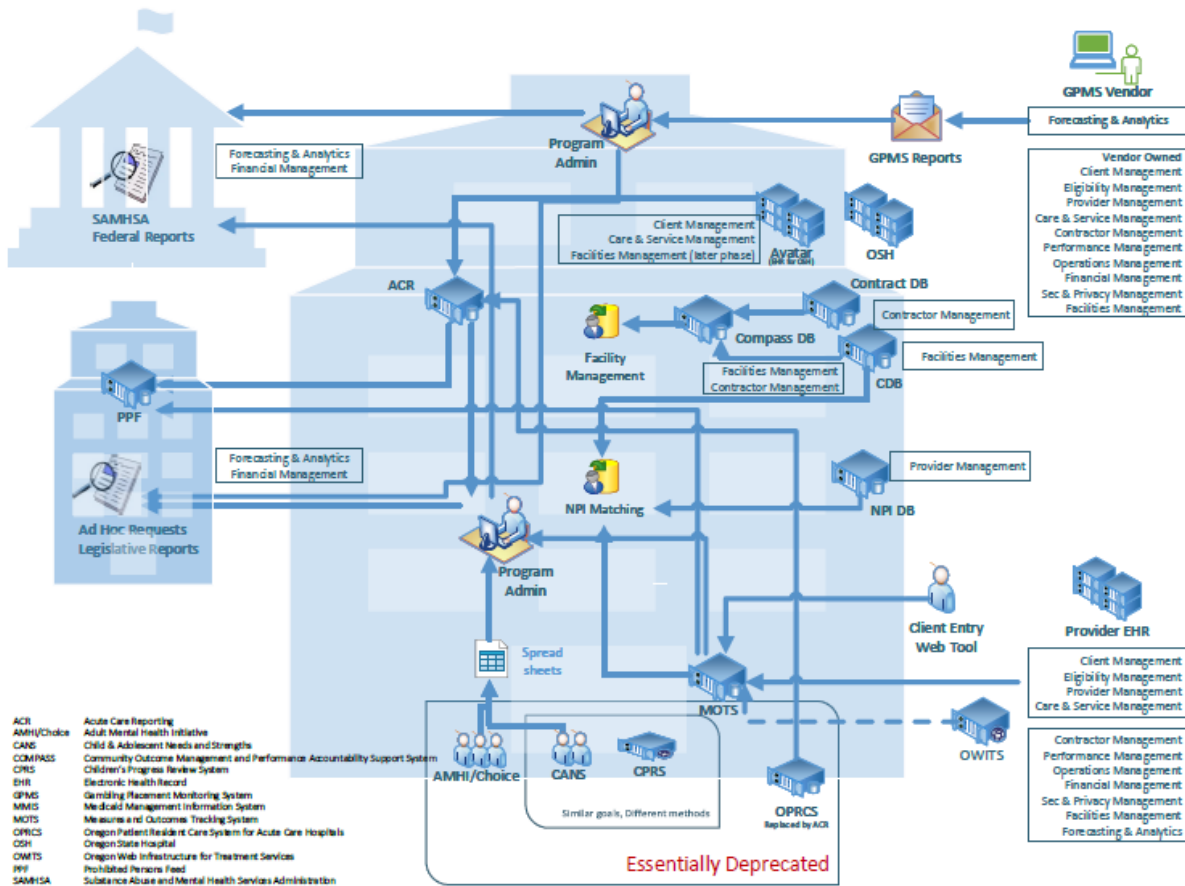 GPMS Vendor
Forecasting & Analytics
Program
Admin
GPMS Reports
Vendor Owned
Client Management
Eligibility Management
Provider Management
Care & Service Management
Contractor Management
Performance Management
Operations Management
Financial Management
Sec & Privacy Management
Facilities Management
Forecasting & Analytics
Financial Management
SAMHSA
Federal Reports
Client Management
Care & Service Management
Facilities Management (later phase)
Avatar
(EHR for OSH)
OSH
ACR
Contract DB
Contractor Management
Compass DB
Facility
Management
Facilities Management
CDB
Facilities Management
Contractor Management
PPF
Forecasting & Analytics
Financial Management
Provider Management
NPI Matching
NPI DB
Ad Hoc Requests
Legislative Reports
Program
Admin
Client Entry
Web Tool
Provider EHR
Spread
sheets
Client Management
Eligibility Management
Provider Management
Care & Service Management
MOTS
OWITS
Contractor Management
Performance Management
Operations Management
Financial Management
Sec & Privacy Management
Facilities Management
Forecasting & Analytics
AMHI/Choice
CANS
CPRS
Similar goals, Different methods
OPRCS
Replaced by ACR
Essentially Deprecated
ACR Acute Care Reporting
AMHI/Choice Adult Mental Health Initiative
CANS Child & Adolescent Needs and Strengths
COMPASS Community Outcome Management and Performance Accountability Support System
CPRS Children's Progress Review System
EHR Electronic Health Record
GPMS Gambling Placement Monitoring System
MMIS Medicaid Management Information System
MOTS Measures and Outcomes Tracking System
OPRCS Oregon Patient Resident Care System for Acute Care Hospitals
OSH Oregon State Hospital
OWITS Oregon Web Infrastructure for Treatment Services
PPF Prohibited Persons Feed
SAMHSA Substance Abuse and Mental Health Services Administration